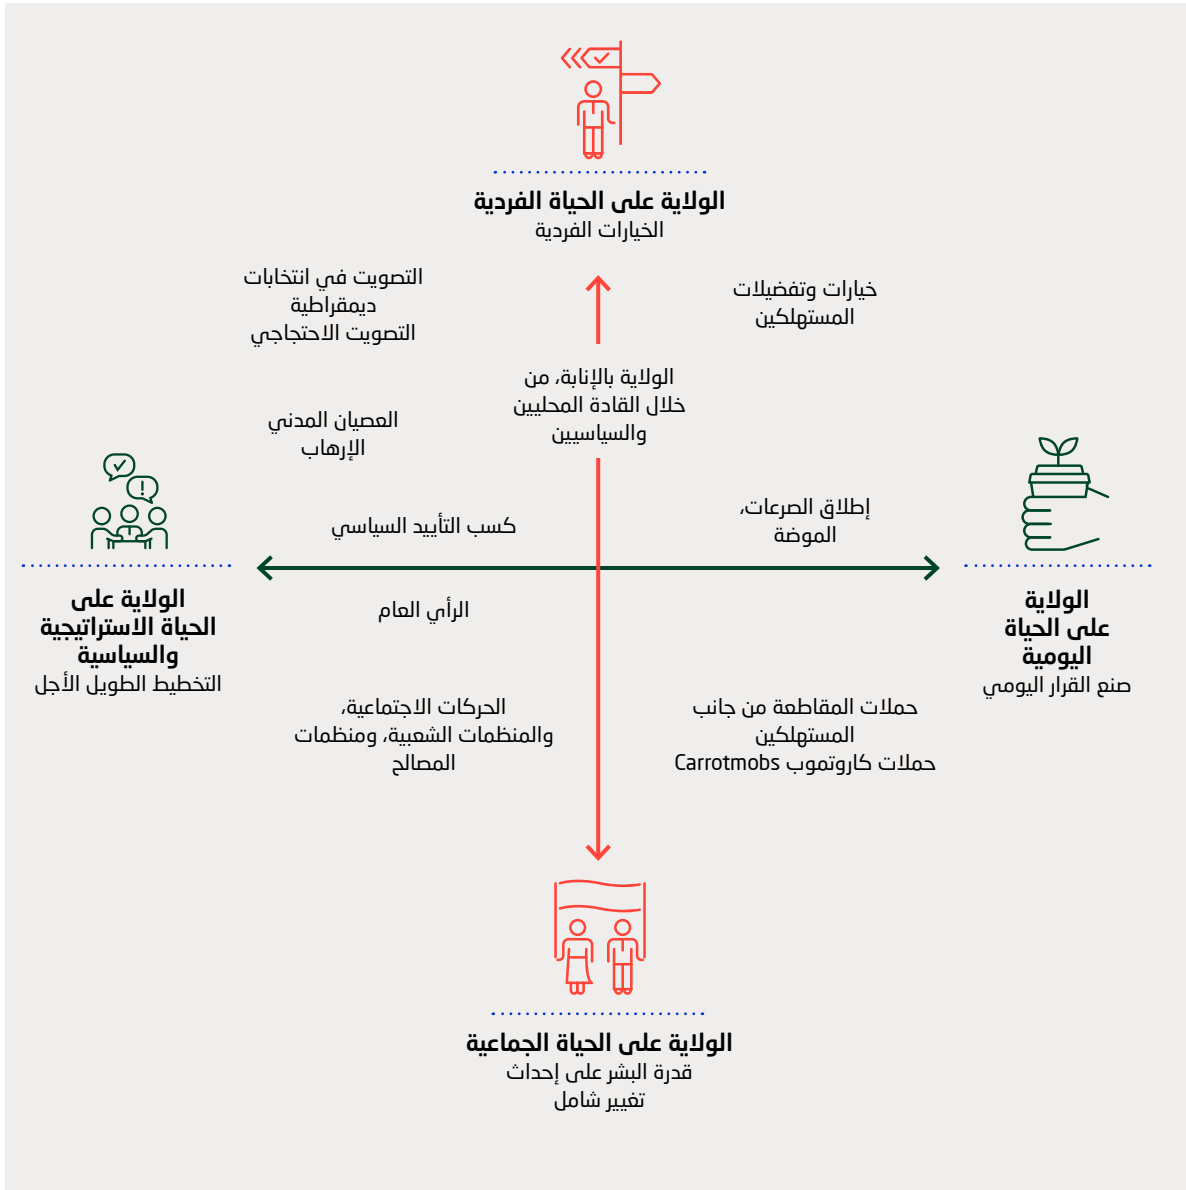 الولاية على الحياة الفردية
الخيارات الفردية
خيارات وتفضيلات
المستهلكين
التصويت في انتخابات
ديمقراطية
التصويت الاحتجاجي
الولاية بالإنابة، من
خلال القادة المحليين
والسياسيين
العصيان المدني
الإرهاب
إطلاق الصرعات،
الموضة
كسب التأييد السياسي
الولاية
على الحياة
اليومية
صنع القرار اليومي
الولاية على
الحياة الاستراتيجية
والسياسية
التخطيط الطويل الأجل
الرأي العام
حملات المقاطعة من جانب
المستهلكين
حملات كاروتموب Carrotmobs
الحركات الاجتماعية،
والمنظمات الشعبية، ومنظمات
المصالح
الولاية على الحياة الجماعية
قدرة البشر على إحداث
تغيير شامل